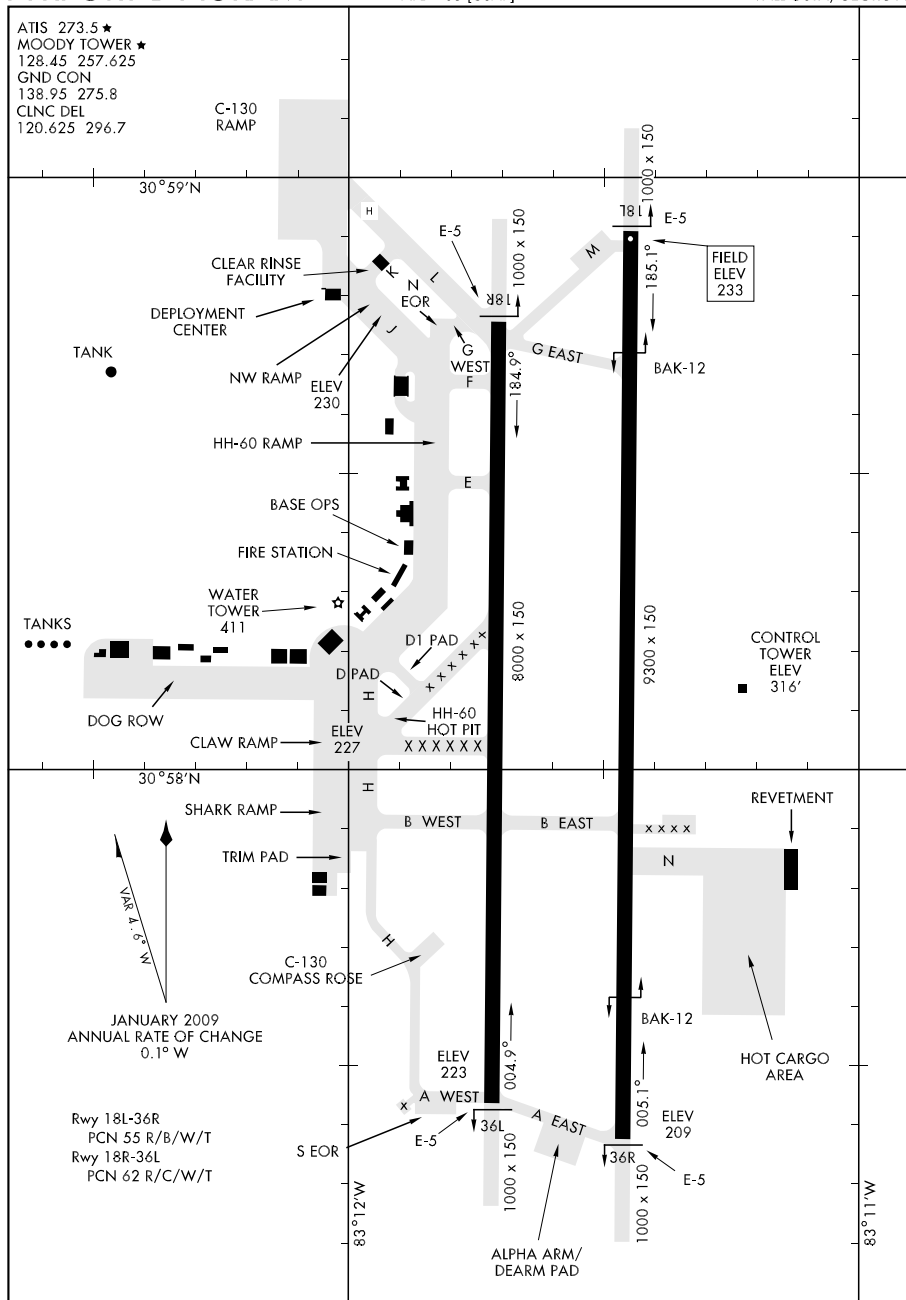 ATIS 273.5 ★
MOODY TOWER ★
128.45 257.625
GND CON
138.95 275.8
CLNC DEL
120.625 296.7
C-130
RAMP
30°59'N
1000 x 150
18L
E-5
H
E-5
1000 x 150
M
FIELD
ELEV
233
CLEAR RINSE
FACILITY
K
L
N
EOR
18R
185.1°
DEPLOYMENT
CENTER
J
TANK
NW RAMP
ELEV
230
G
WEST
F
184.9°
G EAST
BAK-12
HH-60 RAMP
E
BASE OPS
FIRE STATION
WATER
TOWER
411
TANKS
D1 PAD
8000 x 150
9300 x 150
CONTROL
TOWER
ELEV
316'
D PAD
X X X X X X
H
DOG ROW
HH-60
HOT PIT
CLAW RAMP
ELEV
227
X X X X X X
30°58'N
H
SHARK RAMP
B WEST
B EAST
X X X X
REVETMENT
TRIM PAD
N
VAR 4.6° W
H
C-130
COMPASS ROSE
JANUARY 2009
ANNUAL RATE OF CHANGE
0.1° W
BAK-12
HOT CARGO
AREA
ELEV
223
004.9°
005.1°
x
A WEST
A EAST
ELEV
209
Rwy 18L-36R
PCN 55 R/B/W/T
Rwy 18R-36L
PCN 62 R/C/W/T
S EOR
E-5
36L
36R
E-5
1000 x 150
1000 x 150
83°12'W
83°11'W
ALPHA ARM/
DEARM PAD